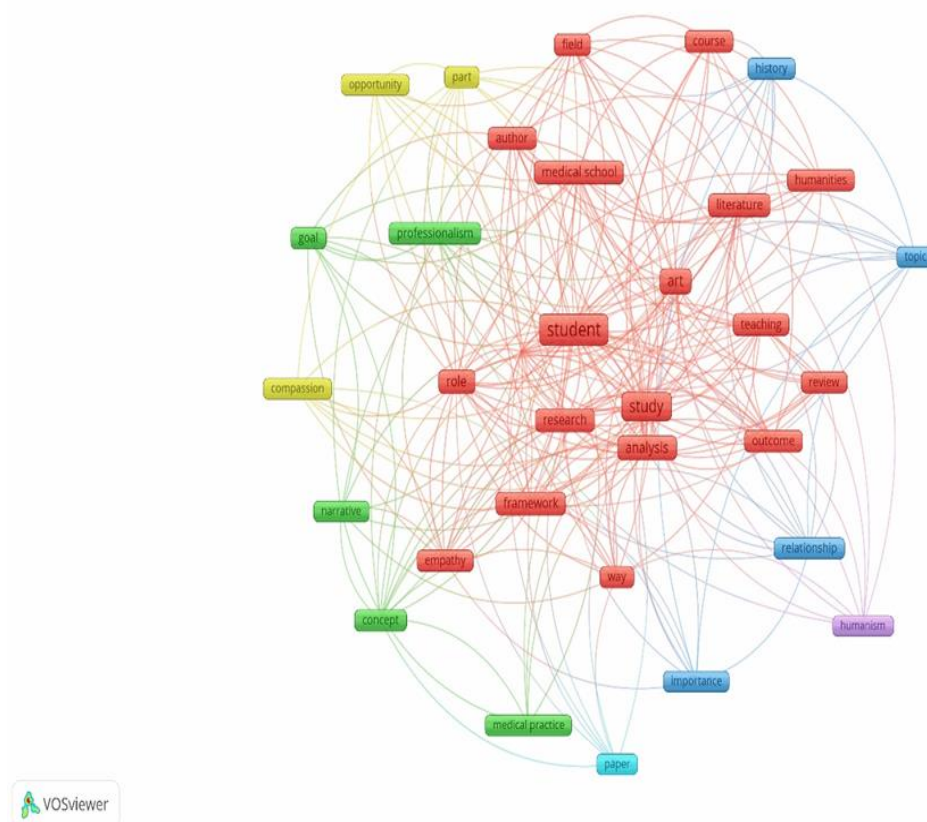 field
course
history
part
opportunity
author
medical school
humanities
literature
professionalism
goal
topic
art
teaching
student
role
review
compassion
study
research
outcome
analysis
framework
narrative
relationship
empathy
way
concept
humanism
importance
medical practice
paper
VOSviewer